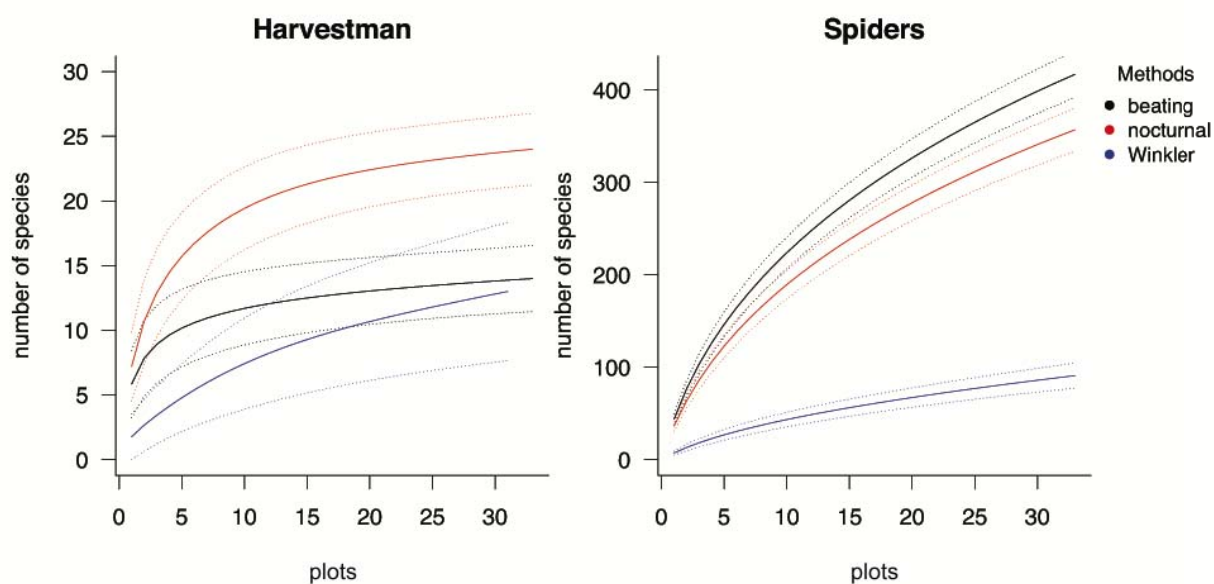 Harvestman
number of species
30
25
20
15
10
5
0
0 5 10 15 20 25 30
plots
Spiders
number of species
400
300
200
100
0
0 5 10 15 20 25 30
plots
Methods
beating
nocturnal
Winkler